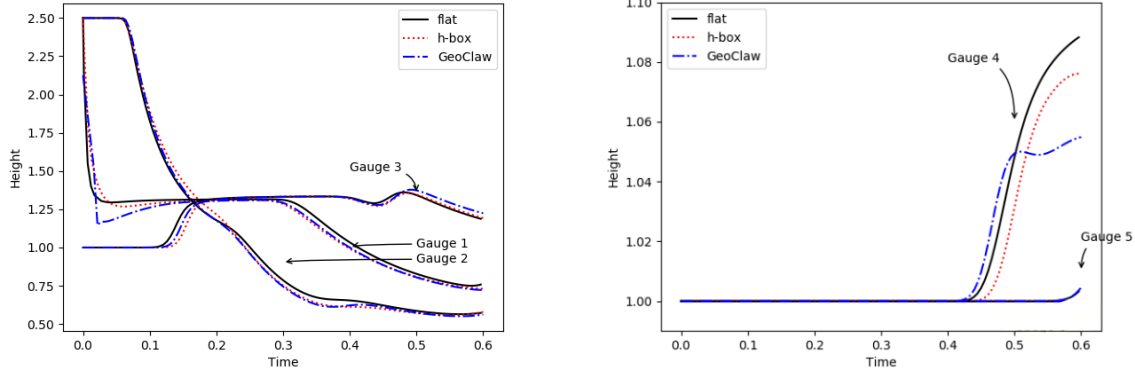 2.50
2.25
2.00
1.75
1.50
1.25
1.00
0.75
0.50
Height
flat
h-box
GeoClaw
Gauge 3
Gauge 1
Gauge 2
0.0 0.1 0.2 0.3 0.4 0.5 0.6
Time
1.10
1.08
1.06
1.04
1.02
1.00
Height
flat
h-box
GeoClaw
Gauge 4
Gauge 5
0.0 0.1 0.2 0.3 0.4 0.5 0.6
Time